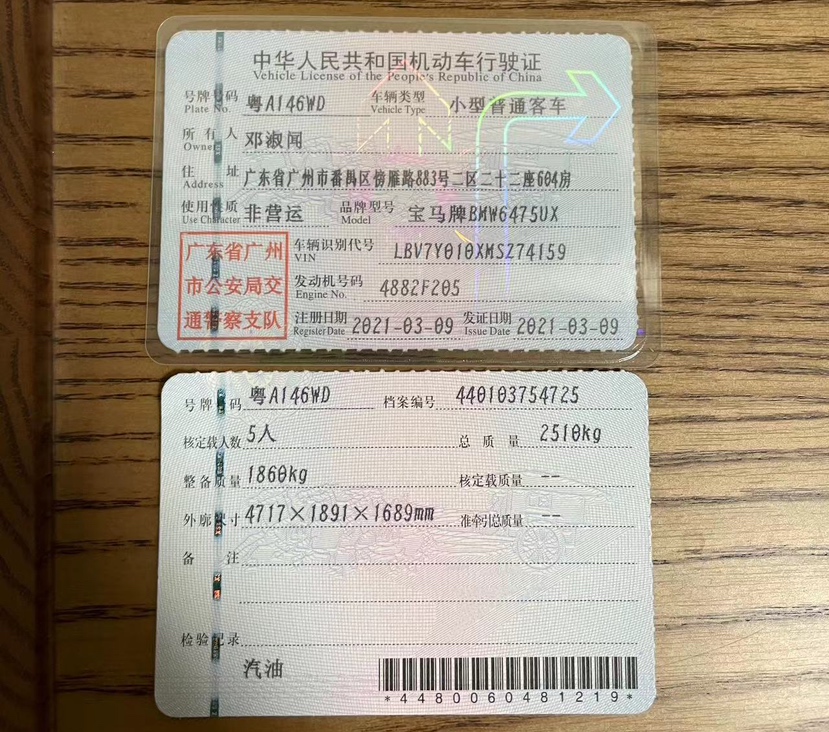 中华人民共和国机动车行驶证
Vehicle License of the People's Republic of China
号牌号码 粤A146WD 车辆类型 小型普通客车
Plate No. Vehicle Type
所有人 邓淑闻
Owner
住址 广东省广州市番禺区傍雁路883号二区二十二座604房
Address
使用性质 非营运 品牌型号 宝马牌BMW6475UX
Use Character Model
广东省广州市公安局交通警察支队
车辆识别代号 LBV7Y010XMSZ74159
VIN
发动机号码 4882F205
Engine No.
注册日期 2021-03-09 发证日期 2021-03-09
Register Date Issue Date
号牌号码 粤A146WD 档案编号 440103754725
核定载人数 5人 总质量 2510kg
整备质量 1860kg 核定载质量 --
外廓尺寸 4717×1891×1689mm 准牵引总质量 --
备注
检验记录
汽油
*4480060481219*